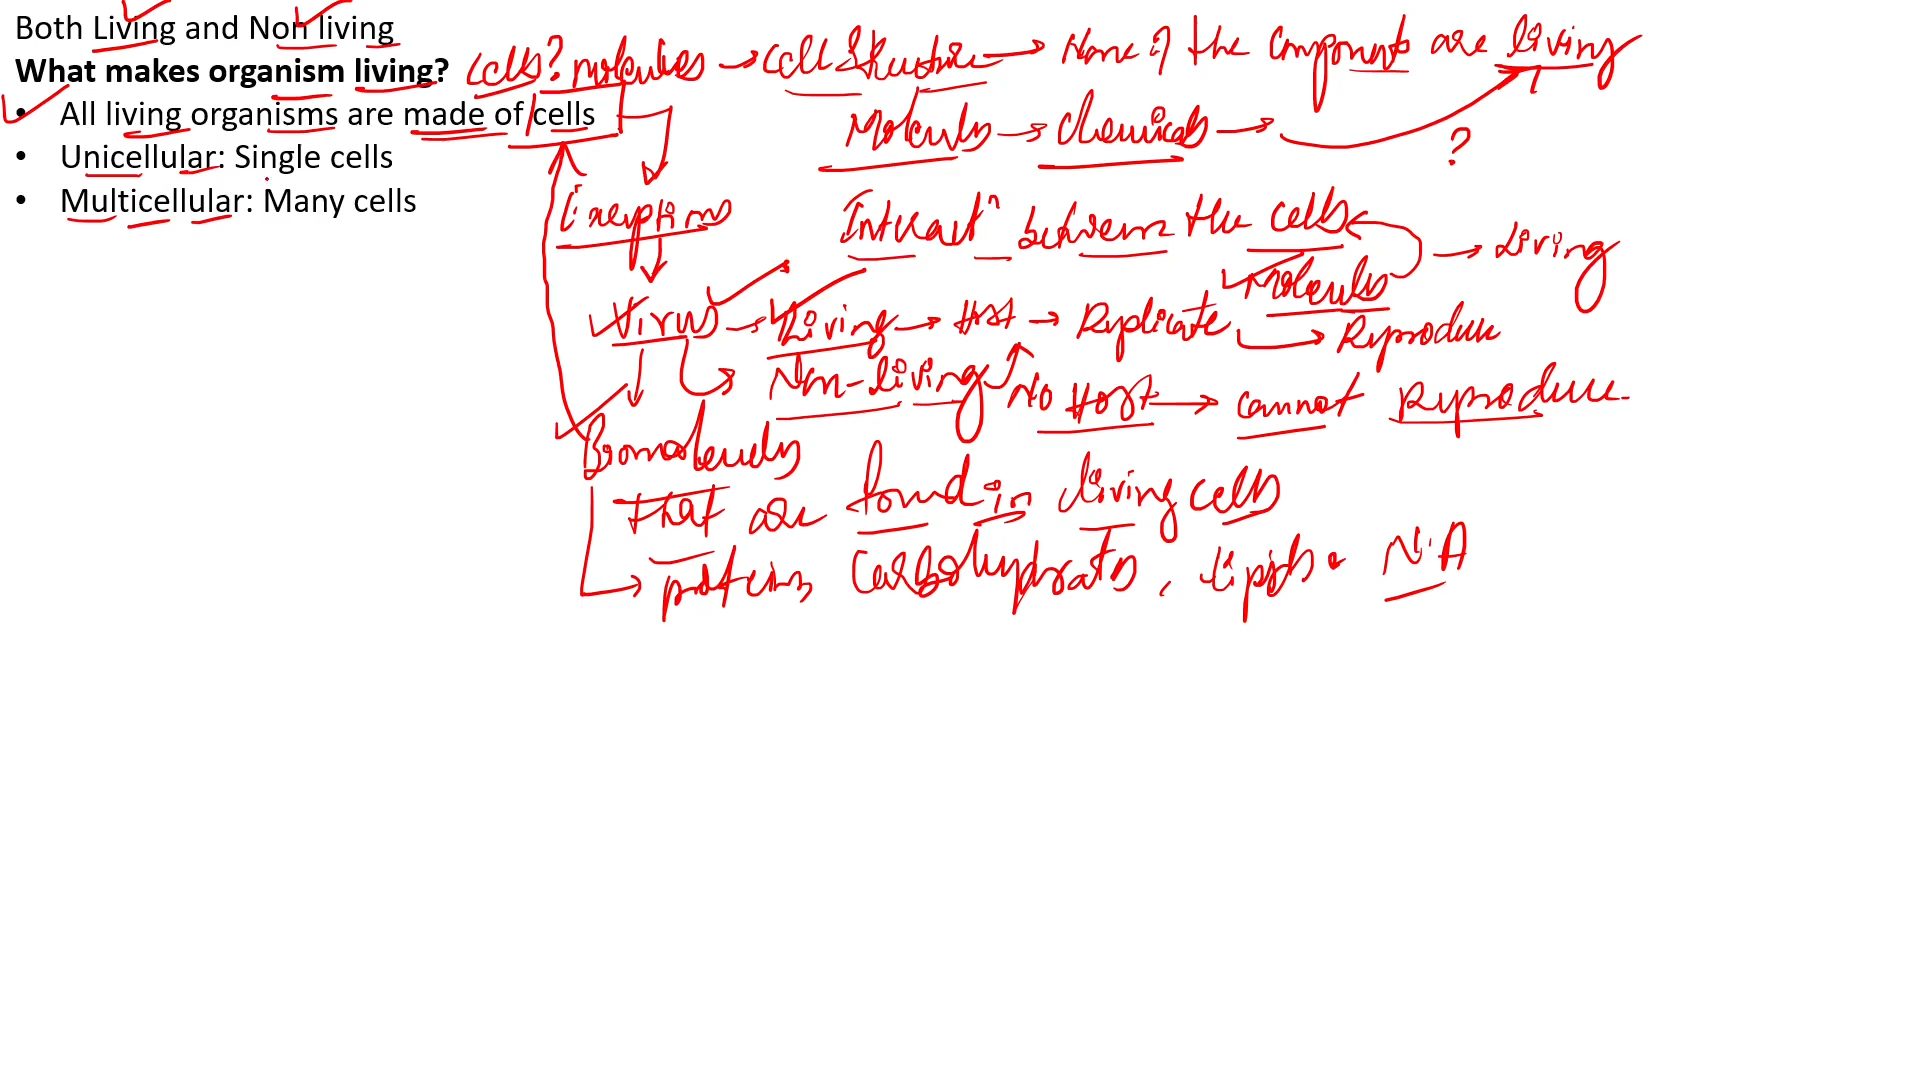 Both Living and Non living
What makes organism living? cells? molecules → cell structure → None of the components are living
• All living organisms are made of cells
Molecules → chemicals → ?
• Unicellular: Single cells
• Multicellular: Many cells
Exceptions
Interactⁿ between the cells → Living
molecules
Virus → Living → Host → Replicate → Reproduce
Non-living No Host → cannot Reproduce.
Biomolecules
that are found in living cells
→ proteins Carbohydrates, lipids. N.A